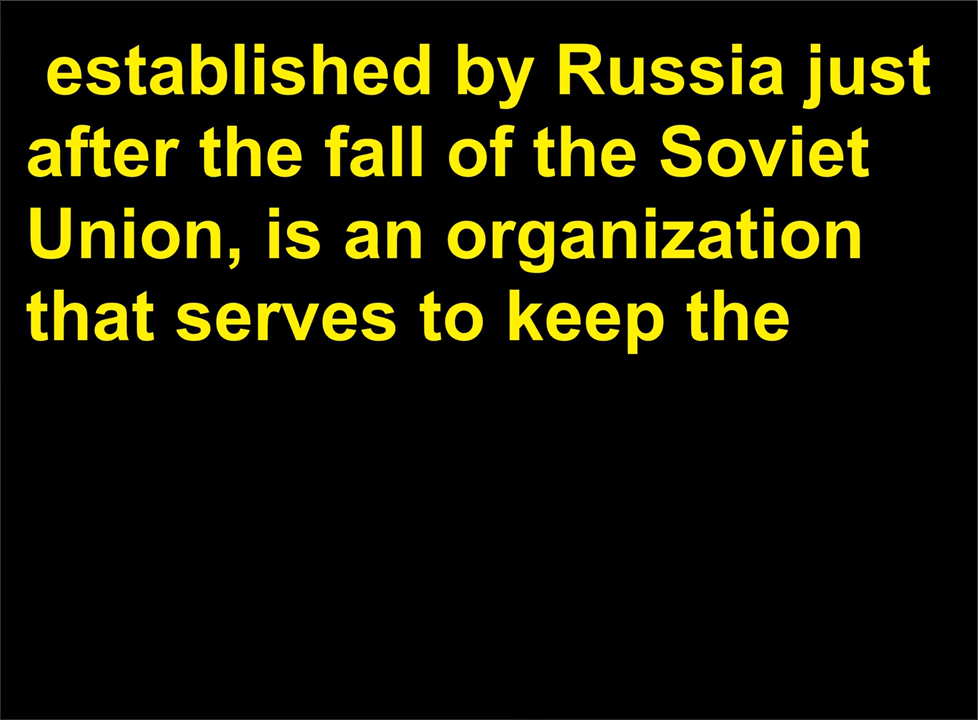 established by Russia just
after the fall of the Soviet
Union, is an organization
that serves to keep the